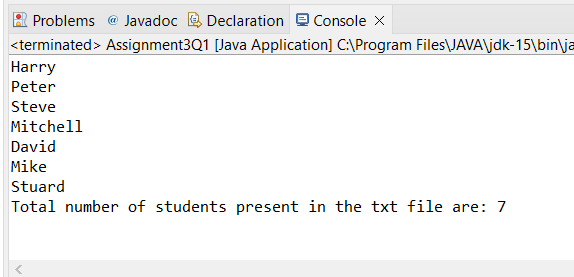 Problems @ Javadoc Declaration Console
<terminated> Assignment3Q1 [Java Application] C:\Program Files\JAVA\jdk-15\bin\ja
Harry
Peter
Steve
Mitchell
David
Mike
Stuard
Total number of students present in the txt file are: 7